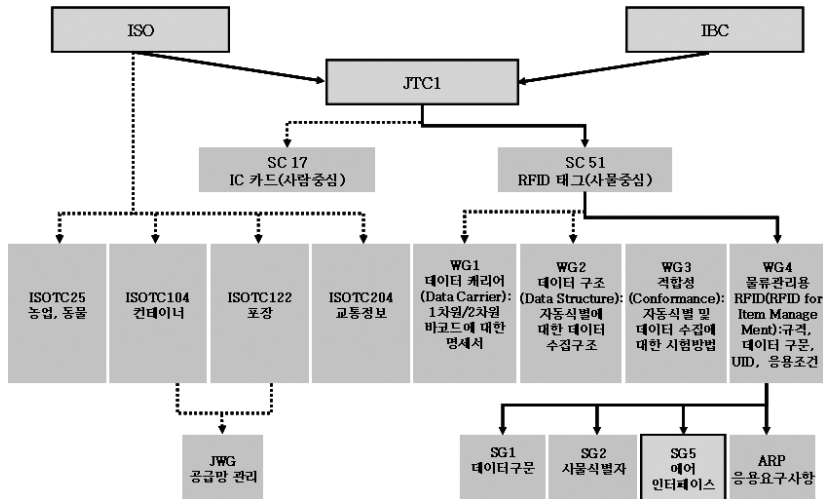 ISO
IBC
JTC1
SC 17
IC 카드(사람중심)
SC 51
RFID 태그(사물중심)
ISOTC25
농업, 동물
ISOTC104
컨테이너
ISOTC122
포장
ISOTC204
교통정보
WG1
데이터 캐리어
(Data Carrier):
1차원/2차원
바코드에 대한
명세서
WG2
데이터 구조
(Data Structure):
자동식별에
대한 데이터
수집구조
WG3
적합성
(Conformance):
자동식별 및
데이터 수집에
대한 시험방법
WG4
물류관리용
RFID(RFID for
Item Manage
Ment):규격,
데이터 구문,
UID, 응용조건
JWG
공급망 관리
SG1
데이터구문
SG2
사물식별자
SG5
에어
인터페이스
ARP
응용요구사항